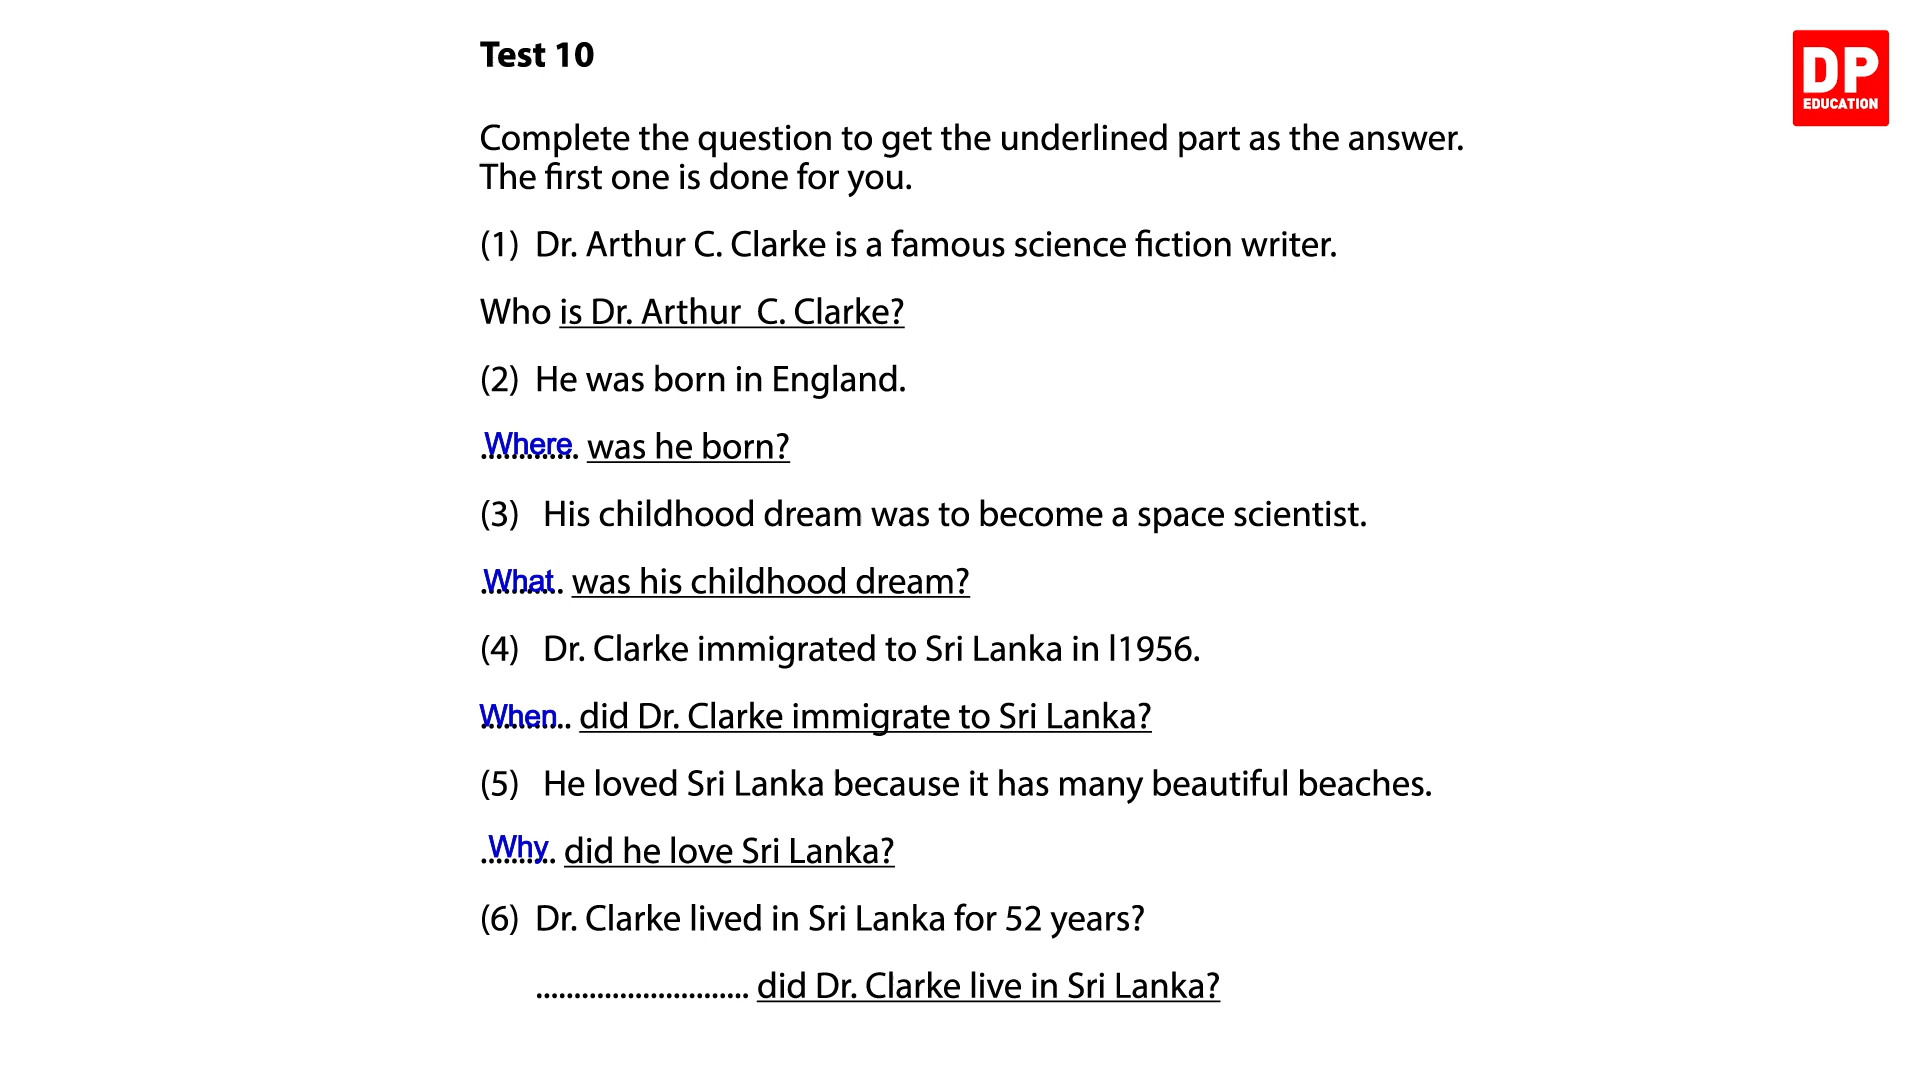 Test 10
DP
EDUCATION
Complete the question to get the underlined part as the answer.
The first one is done for you.
(1) Dr. Arthur C. Clarke is a famous science fiction writer.
Who is Dr. Arthur C. Clarke?
(2) He was born in England.
Where............. was he born?
(3) His childhood dream was to become a space scientist.
What........... was his childhood dream?
(4) Dr. Clarke immigrated to Sri Lanka in l1956.
When............ did Dr. Clarke immigrate to Sri Lanka?
(5) He loved Sri Lanka because it has many beautiful beaches.
Why.......... did he love Sri Lanka?
(6) Dr. Clarke lived in Sri Lanka for 52 years?
............................ did Dr. Clarke live in Sri Lanka?